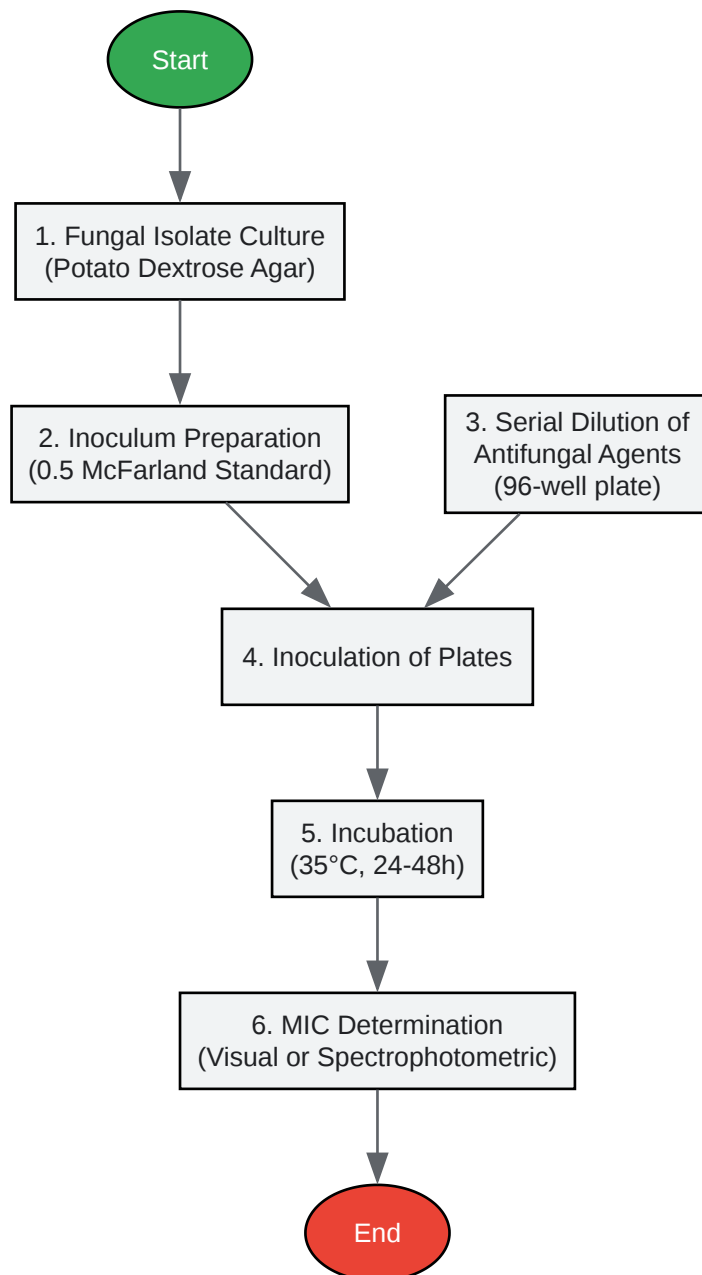 Start
1. Fungal Isolate Culture
(Potato Dextrose Agar)
2. Inoculum Preparation
(0.5 McFarland Standard)
3. Serial Dilution of
Antifungal Agents
(96-well plate)
4. Inoculation of Plates
5. Incubation
(35°C, 24-48h)
6. MIC Determination
(Visual or Spectrophotometric)
End